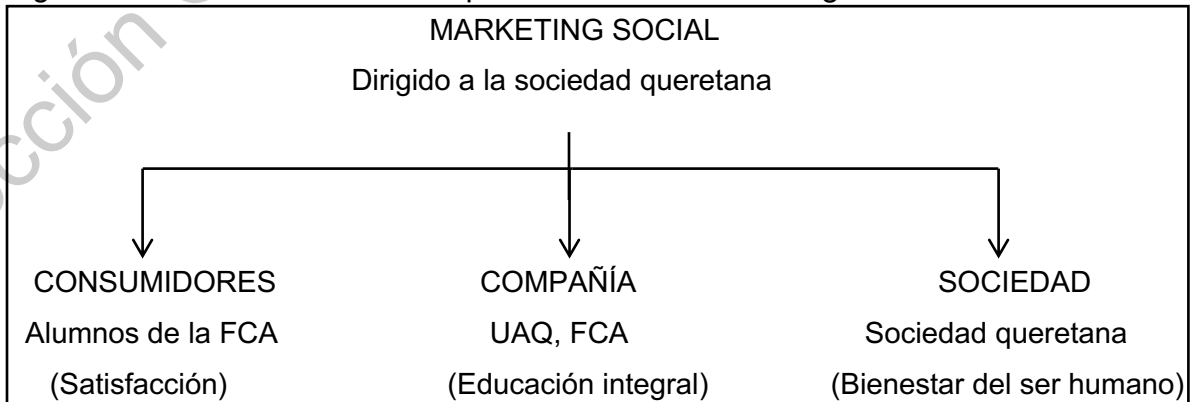 MARKETING SOCIAL
Dirigido a la sociedad queretana
CONSUMIDORES
Alumnos de la FCA
(Satisfacción)
COMPAÑÍA
UAQ, FCA
(Educación integral)
SOCIEDAD
Sociedad queretana
(Bienestar del ser humano)